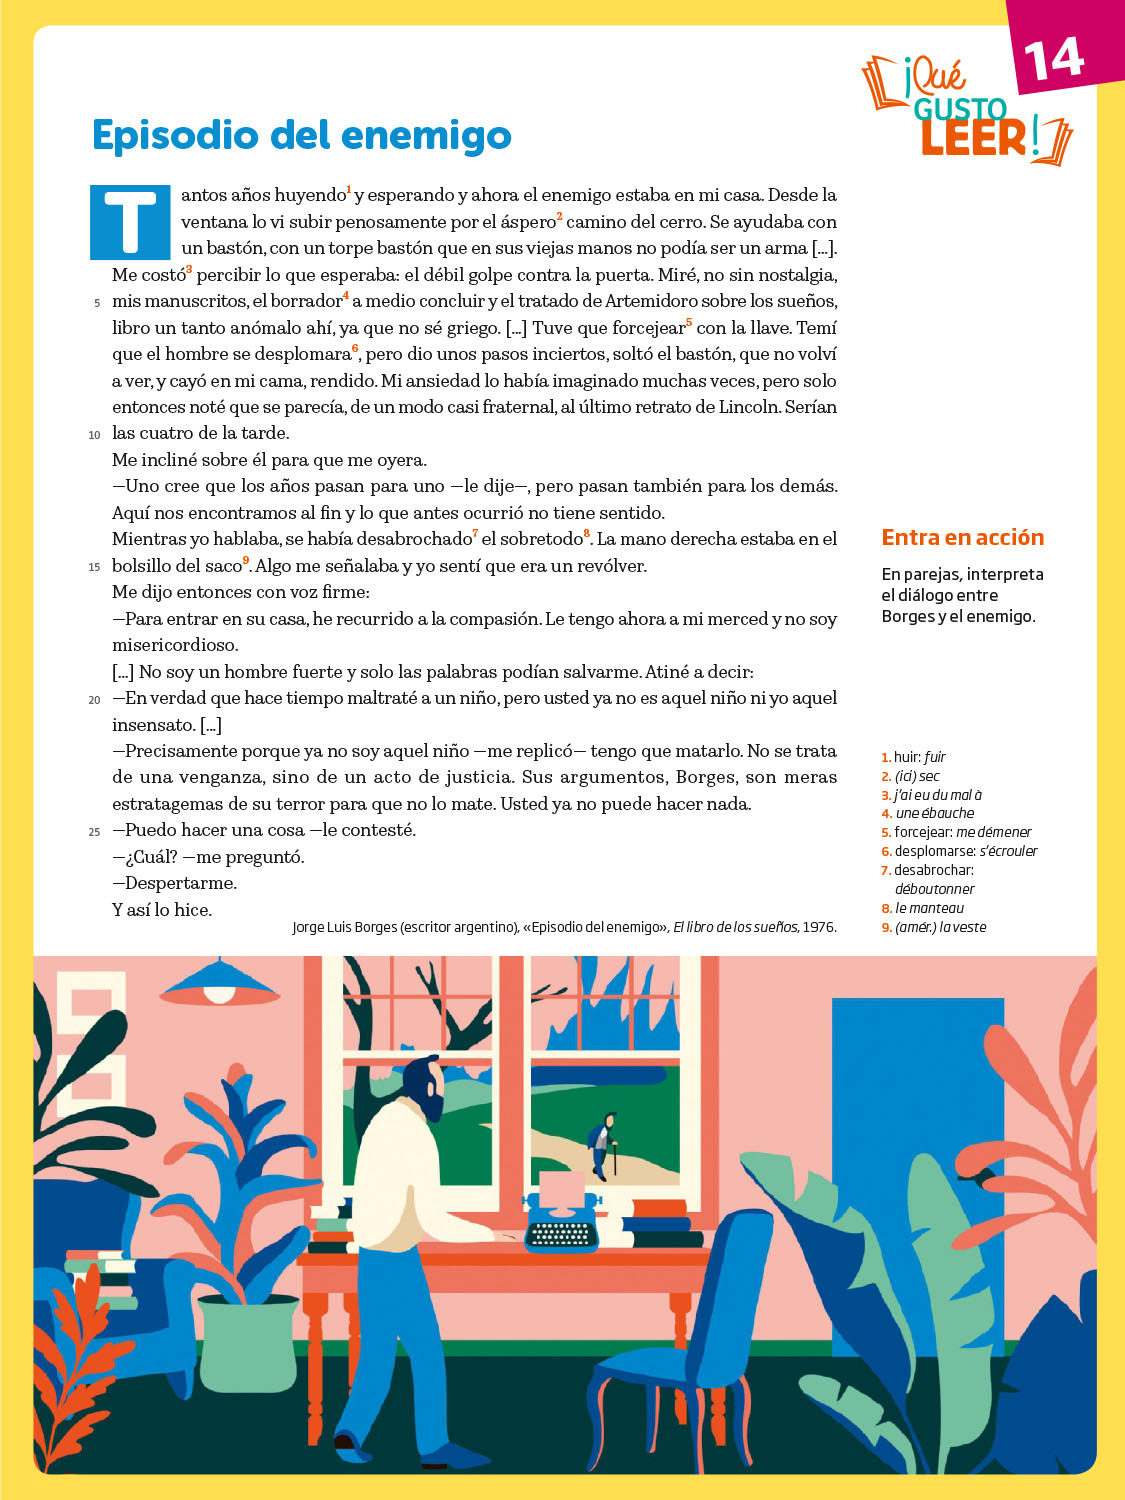 14
¡Qué
GUSTO
LEER!
Episodio del enemigo
Tantos años huyendo1 y esperando y ahora el enemigo estaba en mi casa. Desde la
ventana lo vi subir penosamente por el áspero2 camino del cerro. Se ayudaba con
un bastón, con un torpe bastón que en sus viejas manos no podía ser un arma [...].
Me costó3 percibir lo que esperaba: el débil golpe contra la puerta. Miré, no sin nostalgia,
5 mis manuscritos, el borrador4 a medio concluir y el tratado de Artemidoro sobre los sueños,
libro un tanto anómalo ahí, ya que no sé griego. [...] Tuve que forcejear5 con la llave. Temí
que el hombre se desplomara6, pero dio unos pasos inciertos, soltó el bastón, que no volví
a ver, y cayó en mi cama, rendido. Mi ansiedad lo había imaginado muchas veces, pero solo
entonces noté que se parecía, de un modo casi fraternal, al último retrato de Lincoln. Serían
10 las cuatro de la tarde.
Me incliné sobre él para que me oyera.
—Uno cree que los años pasan para uno —le dije—, pero pasan también para los demás.
Aquí nos encontramos al fin y lo que antes ocurrió no tiene sentido.
Mientras yo hablaba, se había desabrochado7 el sobretodo8. La mano derecha estaba en el
15 bolsillo del saco9. Algo me señalaba y yo sentí que era un revólver.
Me dijo entonces con voz firme:
—Para entrar en su casa, he recurrido a la compasión. Le tengo ahora a mi merced y no soy
misericordioso.
[...] No soy un hombre fuerte y solo las palabras podían salvarme. Atiné a decir:
20 —En verdad que hace tiempo maltraté a un niño, pero usted ya no es aquel niño ni yo aquel
insensato. [...]
—Precisamente porque ya no soy aquel niño —me replicó— tengo que matarlo. No se trata
de una venganza, sino de un acto de justicia. Sus argumentos, Borges, son meras
estratagemas de su terror para que no lo mate. Usted ya no puede hacer nada.
25 —Puedo hacer una cosa —le contesté.
—¿Cuál? —me preguntó.
—Despertarme.
Y así lo hice.
Jorge Luis Borges (escritor argentino), «Episodio del enemigo», El libro de los sueños, 1976.
Entra en acción
En parejas, interpreta
el diálogo entre
Borges y el enemigo.
1. huir: fuir
2. (ici) sec
3. j'ai eu du mal à
4. une ébauche
5. forcejear: me démener
6. desplomarse: s'écrouler
7. desabrochar:
déboutonner
8. le manteau
9. (amér.) la veste